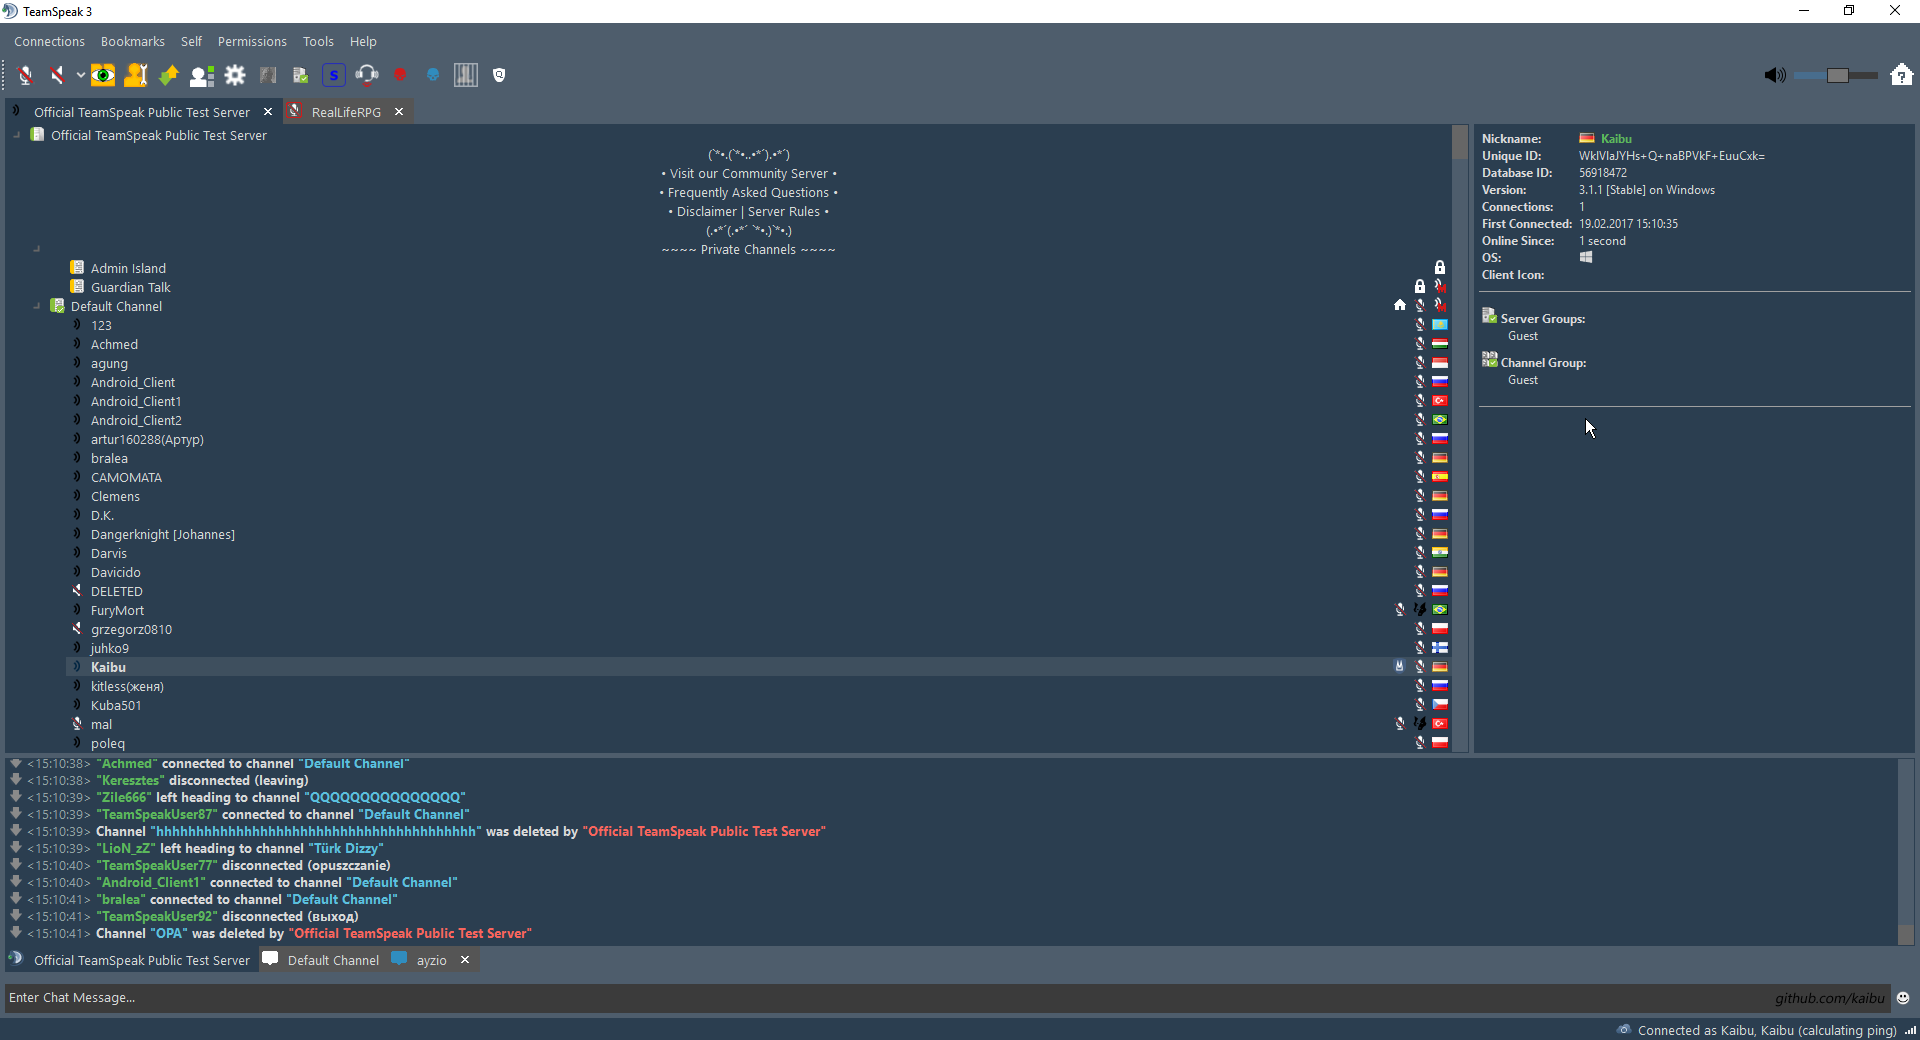 TeamSpeak 3
Connections Bookmarks Self Permissions Tools Help
Official TeamSpeak Public Test Server
RealLifeRPG
Official TeamSpeak Public Test Server
(¨*•.(¨*•..•*´).•*´)
• Visit our Community Server •
• Frequently Asked Questions •
• Disclaimer | Server Rules •
(.•*´(.•*´ ¨*•.)¨*•.)
~~~~ Private Channels ~~~~
Admin Island
Guardian Talk
Default Channel
123
Achmed
agung
Android_Client
Android_Client1
Android_Client2
artur160288(Артур)
bralea
CAMOMATA
Clemens
D.K.
Dangerknight [Johannes]
Darvis
Davicido
DELETED
FuryMort
grzegorz0810
juhko9
Kaibu
kitless(женя)
Kuba501
mal
poleq
Nickname: Kaibu
Unique ID: WkIVIaJYHs+Q+naBPVkF+EuuCxk=
Database ID: 56918472
Version: 3.1.1 [Stable] on Windows
Connections: 1
First Connected: 19.02.2017 15:10:35
Online Since: 1 second
OS:
Client Icon:
Server Groups:
Guest
Channel Group:
Guest
<15:10:38> "Achmed" connected to channel "Default Channel"
<15:10:38> "Keresztes" disconnected (leaving)
<15:10:39> "Zile666" left heading to channel "QQQQQQQQQQQQQQQ"
<15:10:39> "TeamSpeakUser87" connected to channel "Default Channel"
<15:10:39> Channel "hhhhhhhhhhhhhhhhhhhhhhhhhhhhhhhhhhhhhhhh" was deleted by "Official TeamSpeak Public Test Server"
<15:10:39> "LioN_zZ" left heading to channel "Türk Dizzy"
<15:10:40> "TeamSpeakUser77" disconnected (opuszczanie)
<15:10:40> "Android_Client1" connected to channel "Default Channel"
<15:10:41> "bralea" connected to channel "Default Channel"
<15:10:41> "TeamSpeakUser92" disconnected (выход)
<15:10:41> Channel "OPA" was deleted by "Official TeamSpeak Public Test Server"
Official TeamSpeak Public Test Server
Default Channel
ayzio
Enter Chat Message...
github.com/kaibu
Connected as Kaibu, Kaibu (calculating ping)